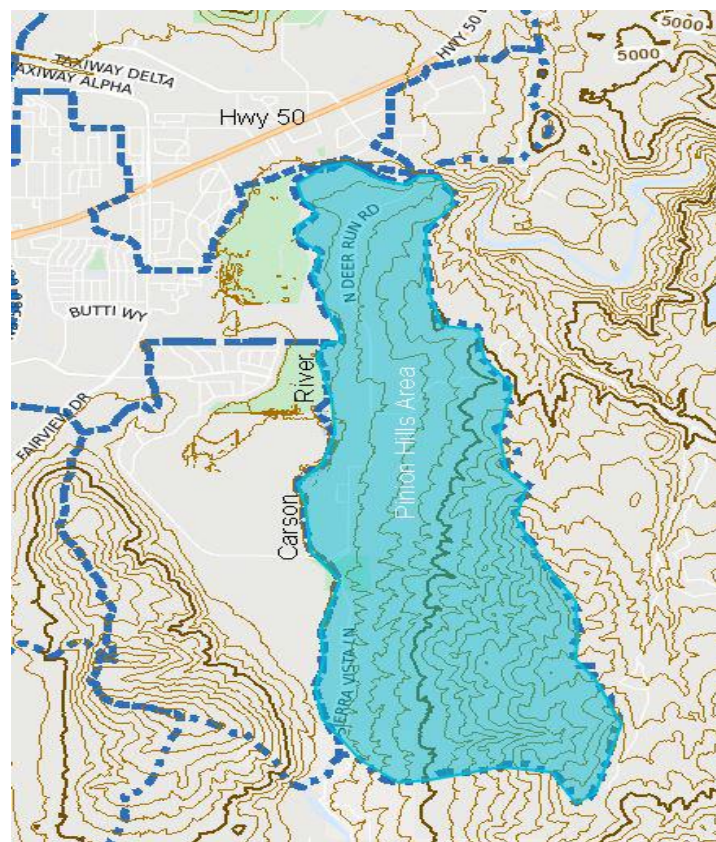 5000
HWY 50
5000
TAXIWAY DELTA
TAXIWAY ALPHA
Hwy 50
N DEER RUN RD
BUTTI WY
River
Pinion Hills Area
FAIRVIEW DR
Carson
SIERRA VISTA LN